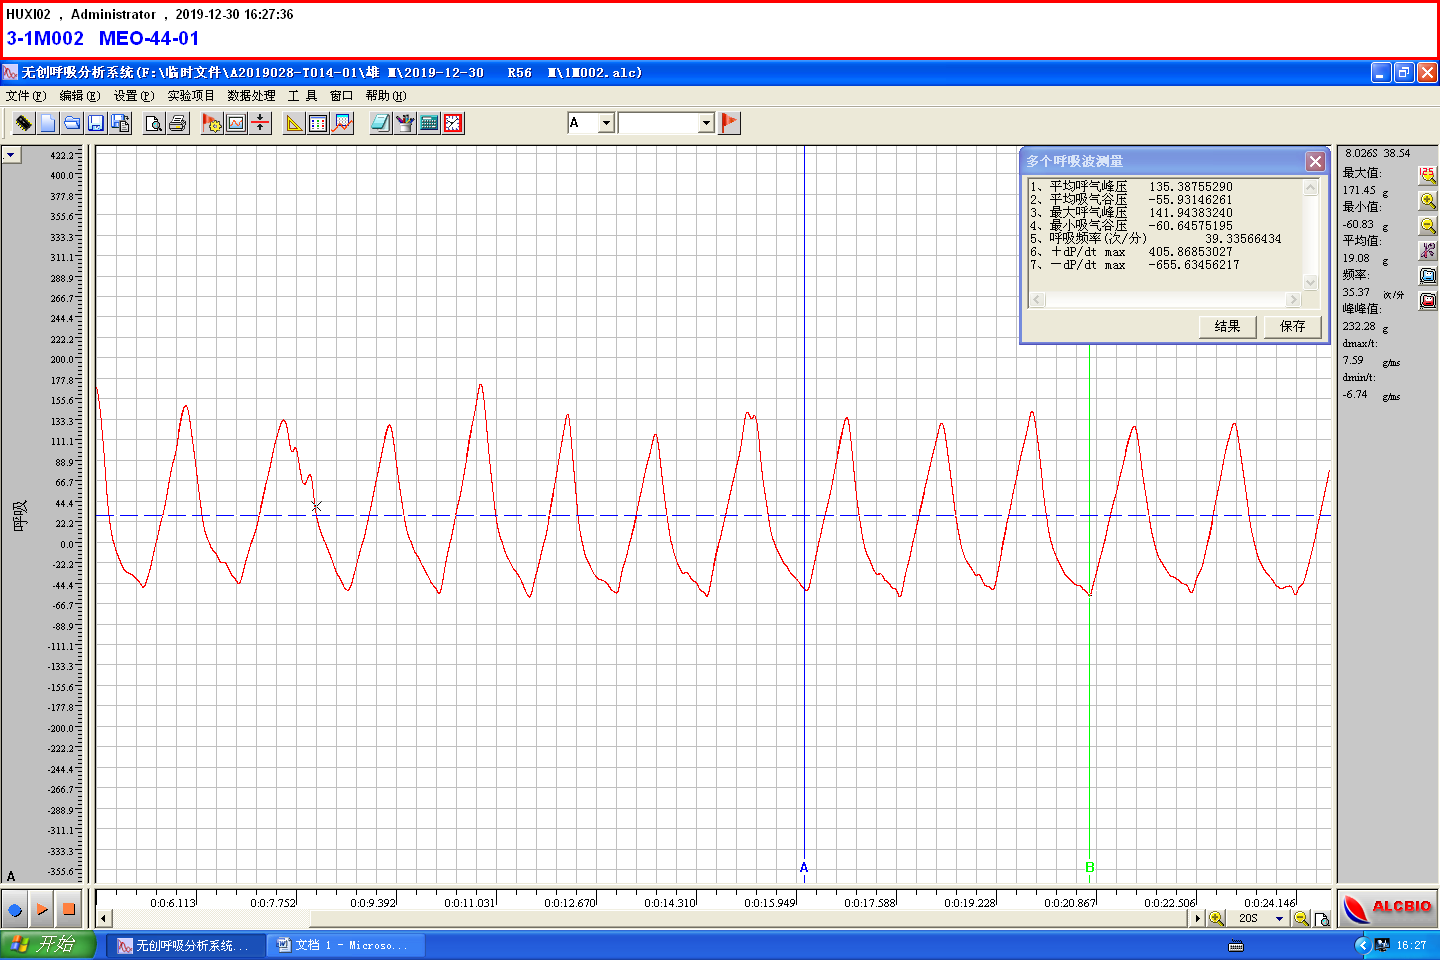 HUXI02 , Administrator , 2019-12-30 16:27:36
3-1M002 MEO-44-01
无创呼吸分析系统(F:\临时文件\A2019028-T014-01\雄 M\2019-12-30 R56 M\1M002.alc)
文件(F) 编辑(E) 设置(P) 实验项目 数据处理 工 具 窗口 帮助(H)
A
422.2
400.0
377.8
355.6
333.3
311.1
288.9
266.7
244.4
222.2
200.0
177.8
155.6
133.3
111.1
88.9
66.7
44.4
22.2
0.0
-22.2
-44.4
-66.7
-88.9
-111.1
-133.3
-155.6
-177.8
-200.0
-222.2
-244.4
-266.7
-288.9
-311.1
-333.3
-355.6
呼吸
A
多个呼吸波测量
1、平均呼气峰压 135.38755290
2、平均吸气谷压 -55.93146261
3、最大呼气峰压 141.94383240
4、最小吸气谷压 -60.64575195
5、呼吸频率(次/分) 39.33566434
6、＋dP/dt max 405.86853027
7、－dP/dt max -655.63456217
结果 保存
8.026S 38.54
最大值:
171.45 g
最小值:
-60.83 g
平均值:
19.08 g
频率:
35.37 次/分
峰峰值:
232.28 g
dmax/t:
7.59 g/ms
dmin/t:
-6.74 g/ms
125
A B
0:0:6.113 0:0:7.752 0:0:9.392 0:0:11.031 0:0:12.670 0:0:14.310 0:0:15.949 0:0:17.588 0:0:19.228 0:0:20.867 0:0:22.506 0:0:24.146
20S
ALCBIO
开始 无创呼吸分析系统... 文档 1 - Microso... 16:27